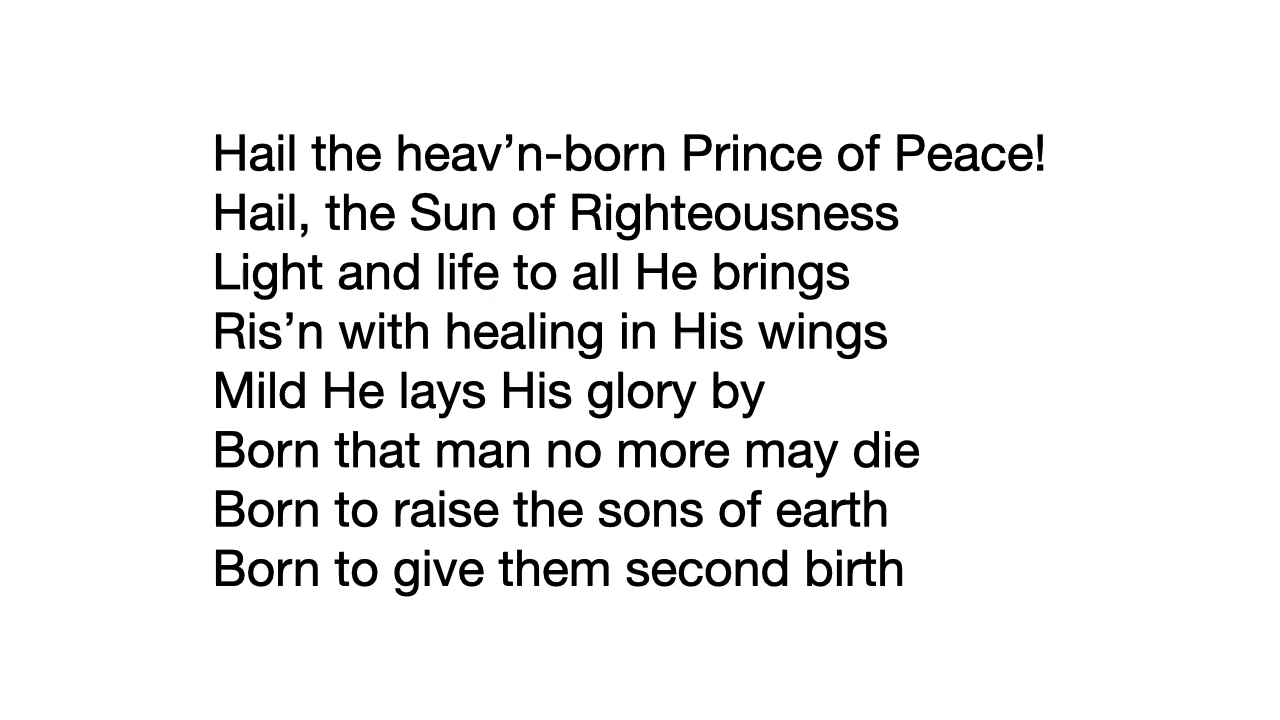 Hail the heav’n-born Prince of Peace!
Hail, the Sun of Righteousness
Light and life to all He brings
Ris’n with healing in His wings
Mild He lays His glory by
Born that man no more may die
Born to raise the sons of earth
Born to give them second birth